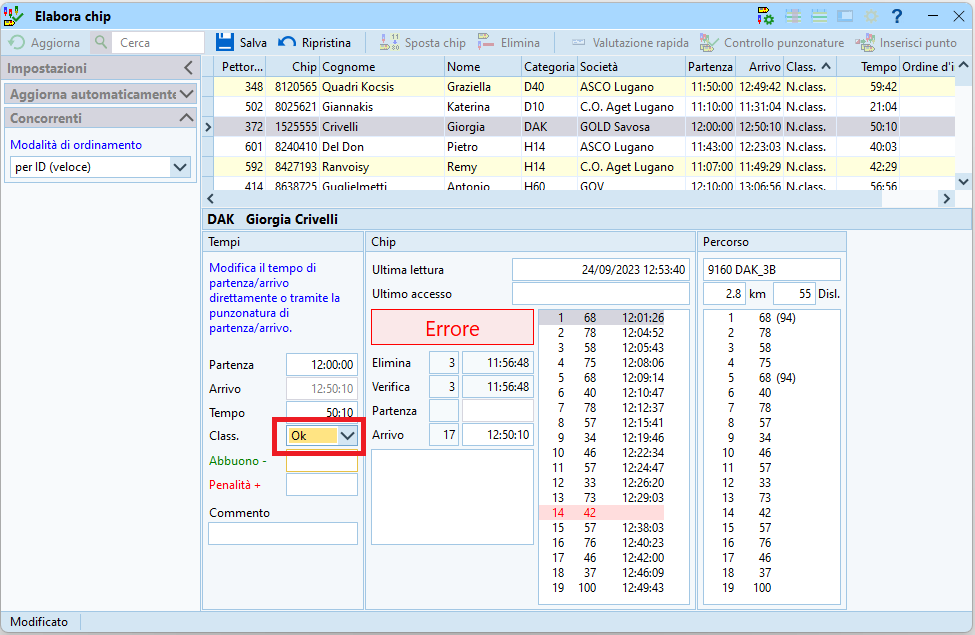 Elabora chip
?
Aggiorna Cerca Salva Ripristina Sposta chip Elimina Valutazione rapida Controllo punzonature Inserisci punto
Impostazioni
Aggiorna automaticamente
Concorrenti
Modalità di ordinamento
per ID (veloce)
Pettor... Chip Cognome Nome Categoria Società Partenza Arrivo Class. Tempo Ordine d'i
348 8120565 Quadri Kocsis Graziella D40 ASCO Lugano 11:50:00 12:49:42 N.class. 59:42
502 8025621 Giannakis Katerina D10 C.O. Aget Lugano 11:10:00 11:31:04 N.class. 21:04
372 1525555 Crivelli Giorgia DAK GOLD Savosa 12:00:00 12:50:10 N.class. 50:10
601 8240410 Del Don Pietro H14 ASCO Lugano 11:43:00 12:23:03 N.class. 40:03
592 8427193 Ranvoisy Remy H14 C.O. Aget Lugano 11:07:00 11:49:29 N.class. 42:29
414 8638725 Guglielmetti Antonio H60 GOV 12:10:00 13:06:56 N.class. 56:56
DAK Giorgia Crivelli
Tempi
Modifica il tempo di
partenza/arrivo
direttamente o tramite la
punzonatura di
partenza/arrivo.
Partenza 12:00:00
Arrivo 12:50:10
Tempo 50:10
Class. Ok
Abbuono -
Penalità +
Commento
Chip
Ultima lettura 24/09/2023 12:53:40
Ultimo accesso
Errore
Elimina 3 11:56:48
Verifica 3 11:56:48
Partenza
Arrivo 17 12:50:10
1 68 12:01:26
2 78 12:04:52
3 58 12:05:43
4 75 12:08:06
5 68 12:09:14
6 40 12:10:47
7 78 12:12:37
8 57 12:15:41
9 34 12:19:46
10 46 12:22:34
11 57 12:24:47
12 33 12:26:20
13 73 12:29:03
14 42
15 57 12:38:03
16 76 12:40:23
17 46 12:42:00
18 37 12:46:09
19 100 12:49:43
Percorso
9160 DAK_3B
2.8 km 55 Disl.
1 68 (94)
2 78
3 58
4 75
5 68 (94)
6 40
7 78
8 57
9 34
10 46
11 57
12 33
13 73
14 42
15 57
16 76
17 46
18 37
19 100
Modificato